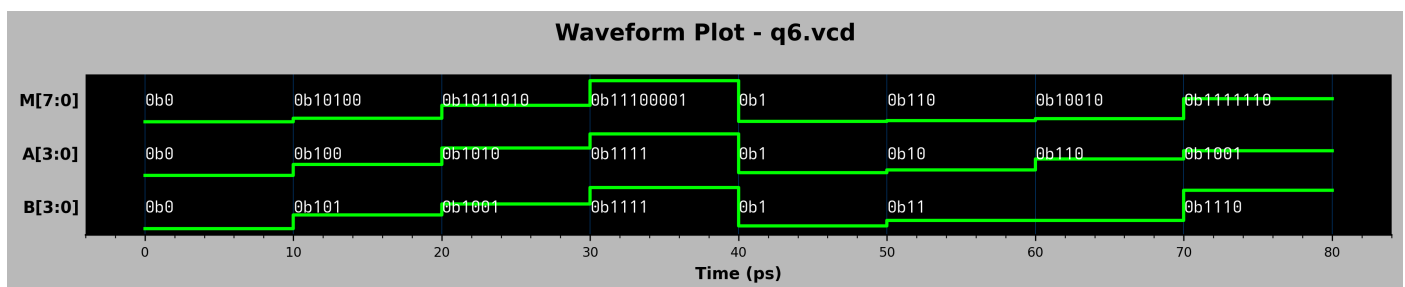 Waveform Plot - q6.vcd
M[7:0] 0b0 0b10100 0b1011010 0b11100001 0b1 0b110 0b10010 0b1111110
A[3:0] 0b0 0b100 0b1010 0b1111 0b1 0b10 0b110 0b1001
B[3:0] 0b0 0b101 0b1001 0b1111 0b1 0b11 0b1110
0 10 20 30 40 50 60 70 80
Time (ps)